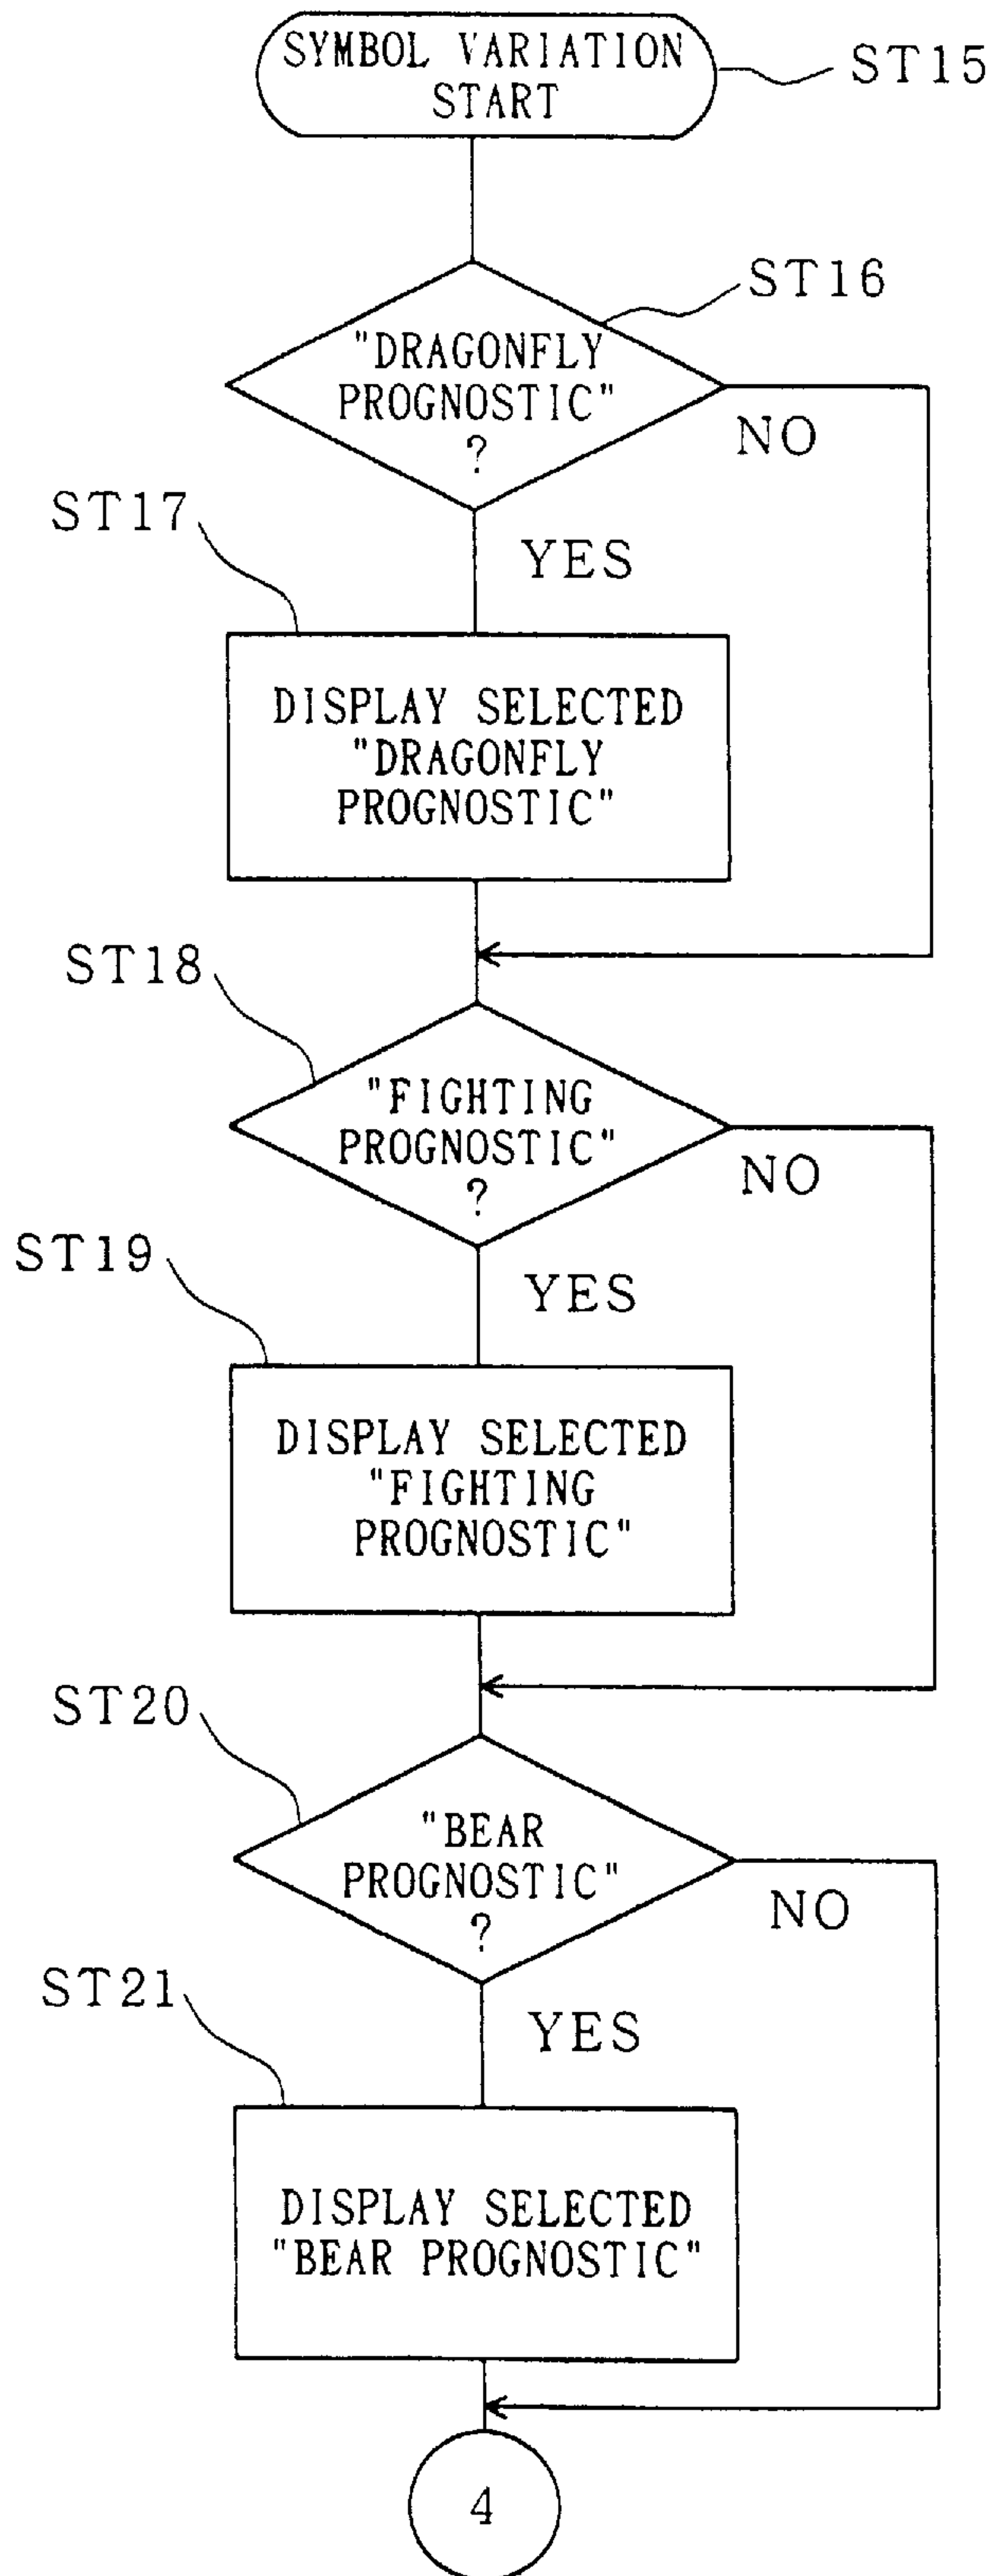 SYMBOL VARIATION
START
ST15
ST16
"DRAGONFLY
PROGNOSTIC"
?
NO
ST17
YES
DISPLAY SELECTED
"DRAGONFLY
PROGNOSTIC"
ST18
"FIGHTING
PROGNOSTIC"
?
NO
ST19
YES
DISPLAY SELECTED
"FIGHTING
PROGNOSTIC"
ST20
"BEAR
PROGNOSTIC"
?
NO
ST21
YES
DISPLAY SELECTED
"BEAR PROGNOSTIC"
4